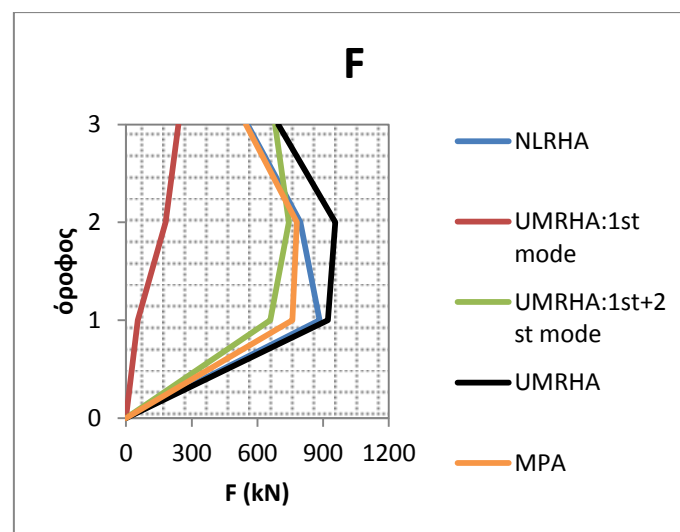 F
3
2
1
0
όροφος
0 300 600 900 1200
F (kN)
NLRHA
UMRHA:1st
mode
UMRHA:1st+2
st mode
UMRHA
MPA